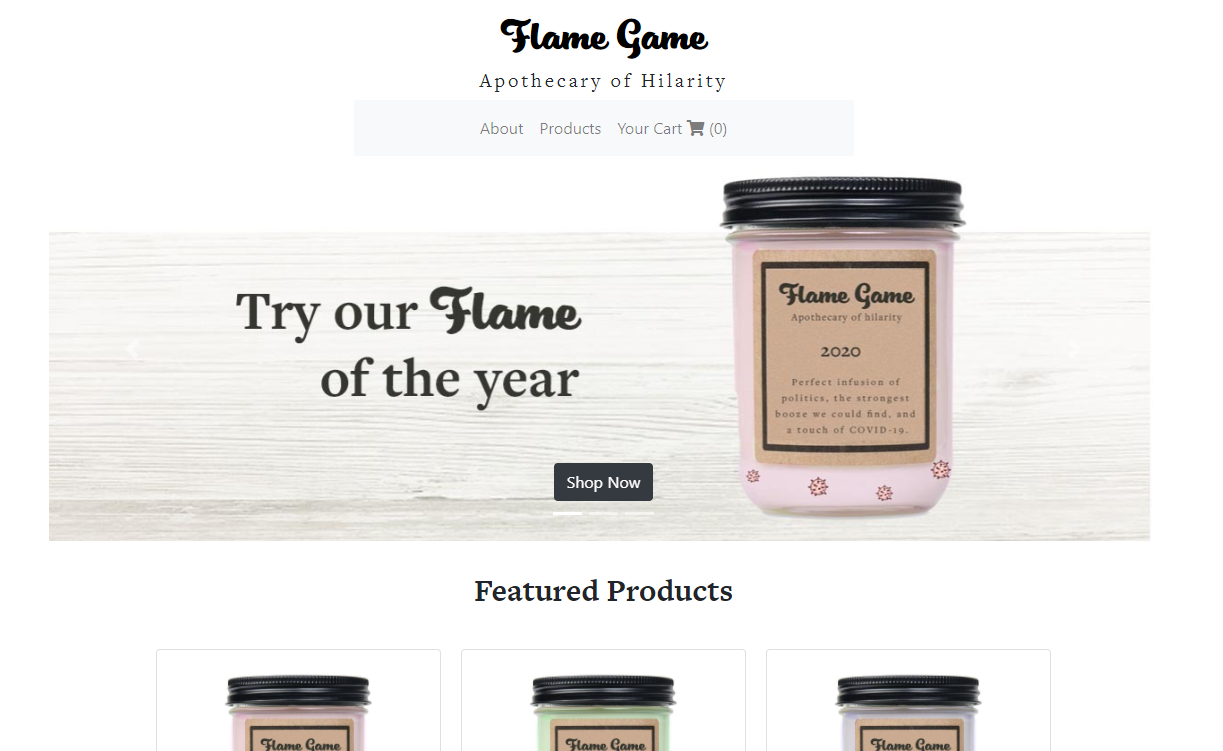 Flame Game
Apothecary of Hilarity
About Products Your Cart (0)
Try our Flame
of the year
Shop Now
Flame Game
Apothecary of hilarity
2020
Perfect infusion of
politics, the strongest
booze we could find, and
a touch of COVID-19.
Featured Products
Flame Game
Flame Game
Flame Game